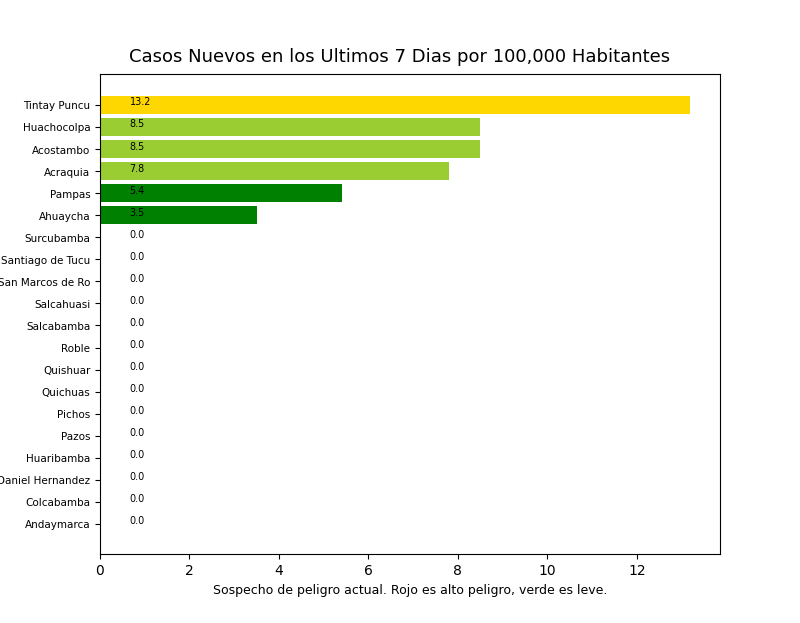 Casos Nuevos en los Ultimos 7 Dias por 100,000 Habitantes
Tintay Puncu 13.2
Huachocolpa 8.5
Acostambo 8.5
Acraquia 7.8
Pampas 5.4
Ahuaycha 3.5
Surcubamba 0.0
Santiago de Tucu 0.0
San Marcos de Ro 0.0
Salcahuasi 0.0
Salcabamba 0.0
Roble 0.0
Quishuar 0.0
Quichuas 0.0
Pichos 0.0
Pazos 0.0
Huaribamba 0.0
Daniel Hernandez 0.0
Colcabamba 0.0
Andaymarca 0.0
0 2 4 6 8 10 12
Sospecho de peligro actual. Rojo es alto peligro, verde es leve.